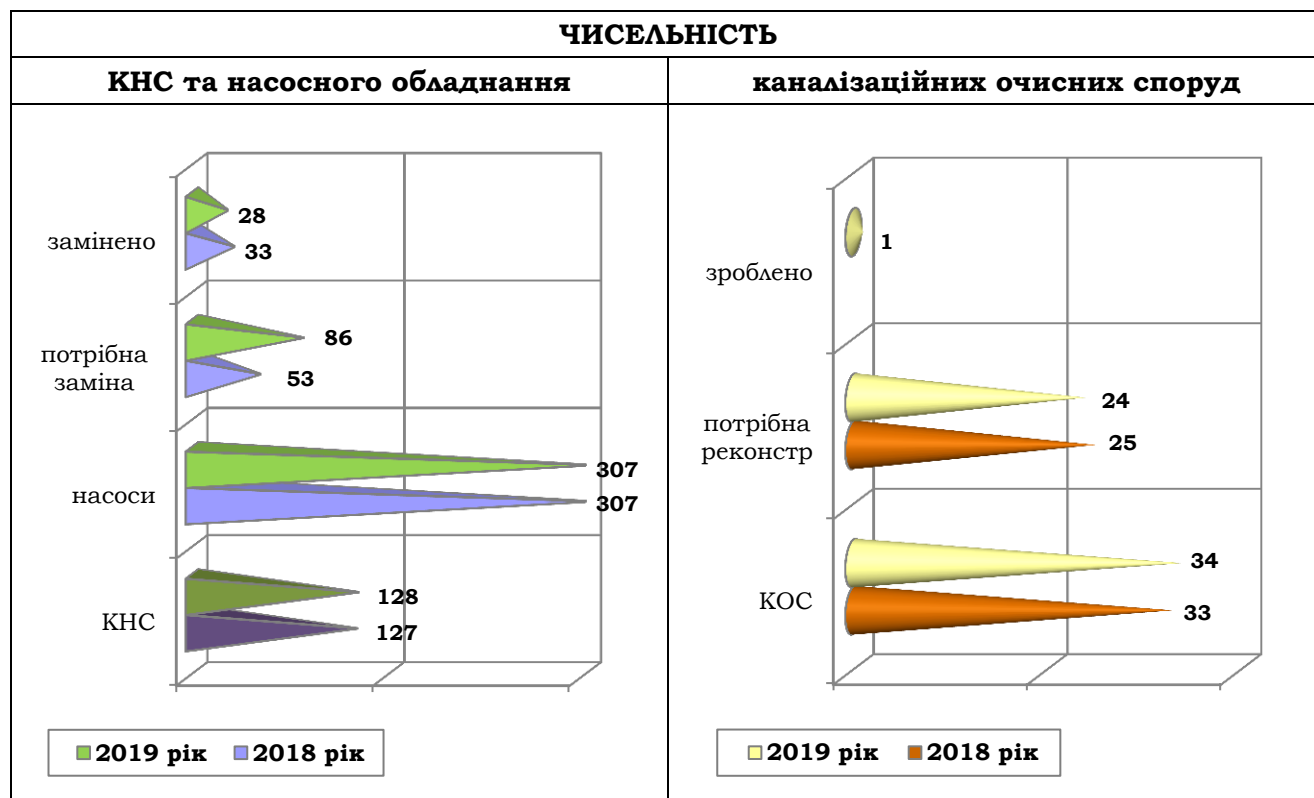 ЧИСЕЛЬНІСТЬ
КНС та насосного обладнання
каналізаційних очисних споруд
замінено
28
33
потрібна
заміна
86
53
насоси
307
307
КНС
128
127
2019 рік
2018 рік
зроблено
1
потрібна
реконстр
24
25
КОС
34
33
2019 рік
2018 рік